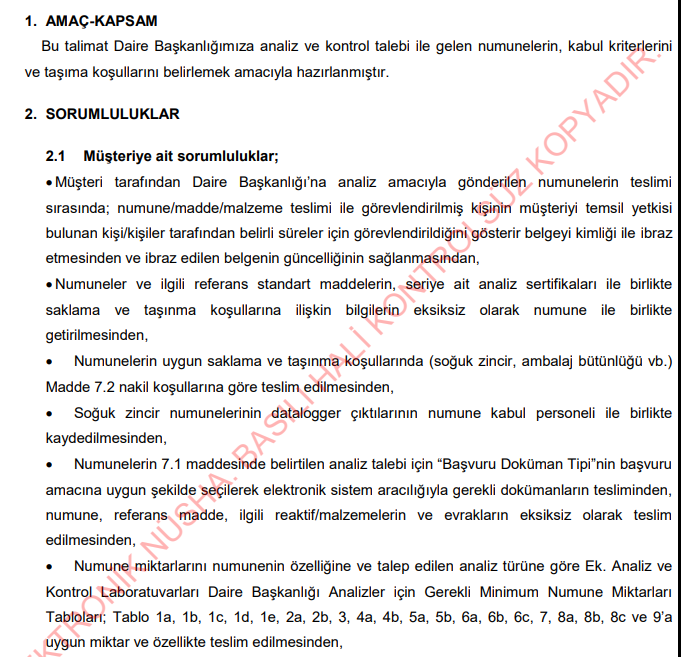 1. AMAÇ-KAPSAM
Bu talimat Daire Başkanlığımıza analiz ve kontrol talebi ile gelen numunelerin, kabul kriterlerini
ve taşıma koşullarını belirlemek amacıyla hazırlanmıştır.
2. SORUMLULUKLAR
2.1 Müşteriye ait sorumluluklar;
• Müşteri tarafından Daire Başkanlığı’na analiz amacıyla gönderilen numunelerin teslimi
sırasında; numune/madde/malzeme teslimi ile görevlendirilmiş kişinin müşteriyi temsil yetkisi
bulunan kişi/kişiler tarafından belirli süreler için görevlendirildiğini gösterir belgeyi kimliği ile ibraz
etmesinden ve ibraz edilen belgenin güncelliğinin sağlanmasından,
• Numuneler ve ilgili referans standart maddelerin, seriye ait analiz sertifikaları ile birlikte
saklama ve taşınma koşullarına ilişkin bilgilerin eksiksiz olarak numune ile birlikte
getirilmesinden,
• Numunelerin uygun saklama ve taşınma koşullarında (soğuk zincir, ambalaj bütünlüğü vb.)
Madde 7.2 nakil koşullarına göre teslim edilmesinden,
• Soğuk zincir numunelerinin datalogger çıktılarının numune kabul personeli ile birlikte
kaydedilmesinden,
• Numunelerin 7.1 maddesinde belirtilen analiz talebi için “Başvuru Doküman Tipi”nin başvuru
amacına uygun şekilde seçilerek elektronik sistem aracılığıyla gerekli dokümanların tesliminden,
numune, referans madde, ilgili reaktif/malzemelerin ve evrakların eksiksiz olarak teslim
edilmesinden,
• Numune miktarlarını numunenin özelliğine ve talep edilen analiz türüne göre Ek. Analiz ve
Kontrol Laboratuvarları Daire Başkanlığı Analizler için Gerekli Minimum Numune Miktarları
Tabloları; Tablo 1a, 1b, 1c, 1d, 1e, 2a, 2b, 3, 4a, 4b, 5a, 5b, 6a, 6b, 6c, 7, 8a, 8b, 8c ve 9’a
uygun miktar ve özellikte teslim edilmesinden,
EKTRONİK NÜSHA. BASILI HALİ KONTROLSÜZ KOPYADIR.